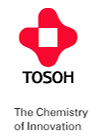 TOSOH
The Chemistry
of Innovation